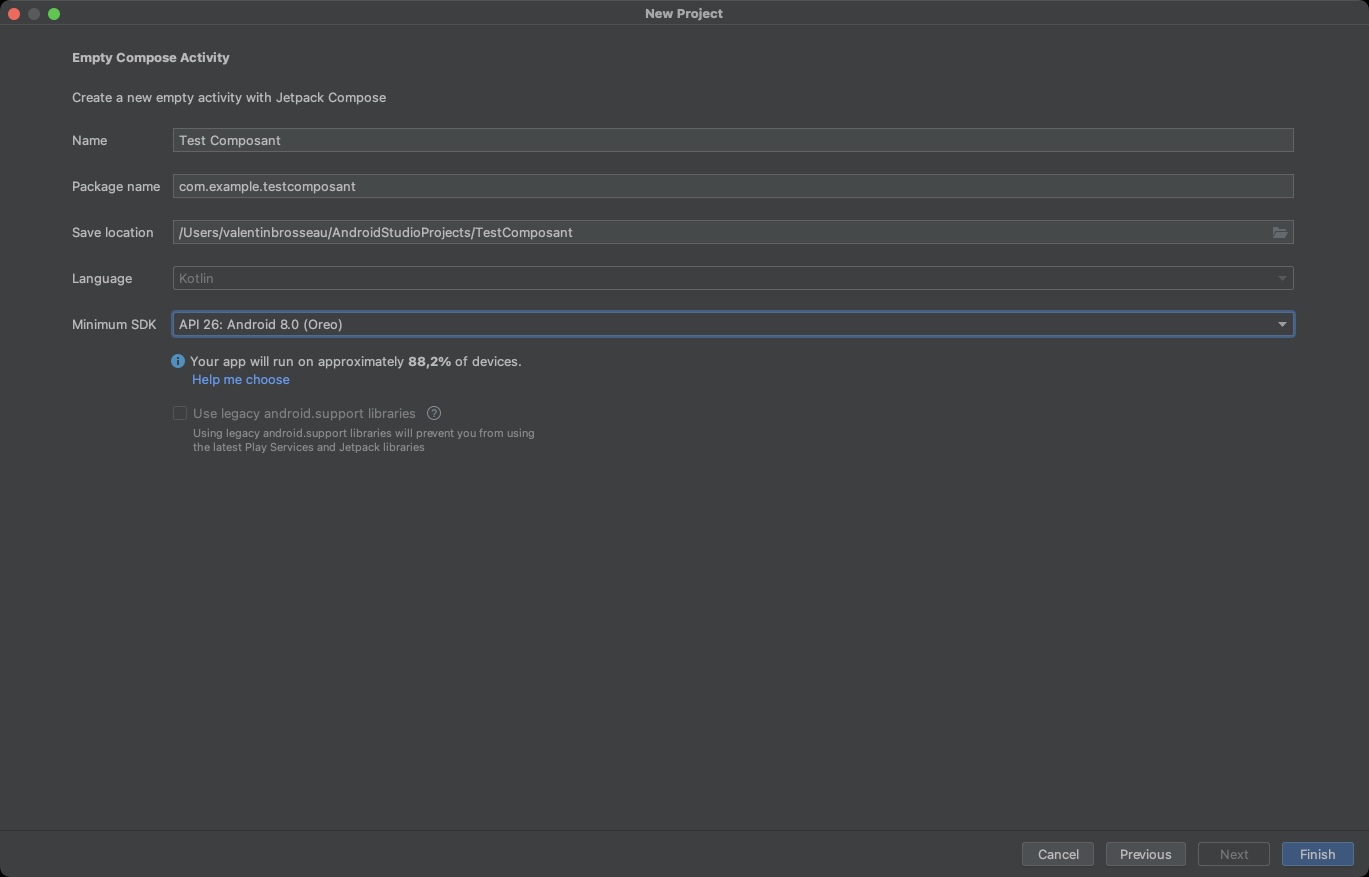 New Project
Empty Compose Activity
Create a new empty activity with Jetpack Compose
Name Test Composant
Package name com.example.testcomposant
Save location /Users/valentinbrosseau/AndroidStudioProjects/TestComposant
Language Kotlin
Minimum SDK API 26: Android 8.0 (Oreo)
i Your app will run on approximately 88,2% of devices.
Help me choose
Use legacy android.support libraries ?
Using legacy android.support libraries will prevent you from using
the latest Play Services and Jetpack libraries
Cancel Previous Next Finish